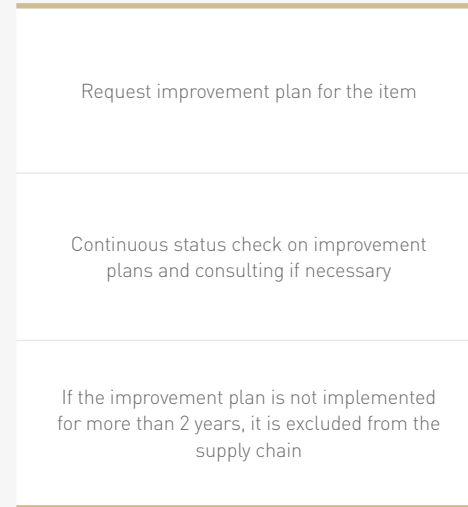 Request improvement plan for the item
Continuous status check on improvement
plans and consulting if necessary
If the improvement plan is not implemented
for more than 2 years, it is excluded from the
supply chain